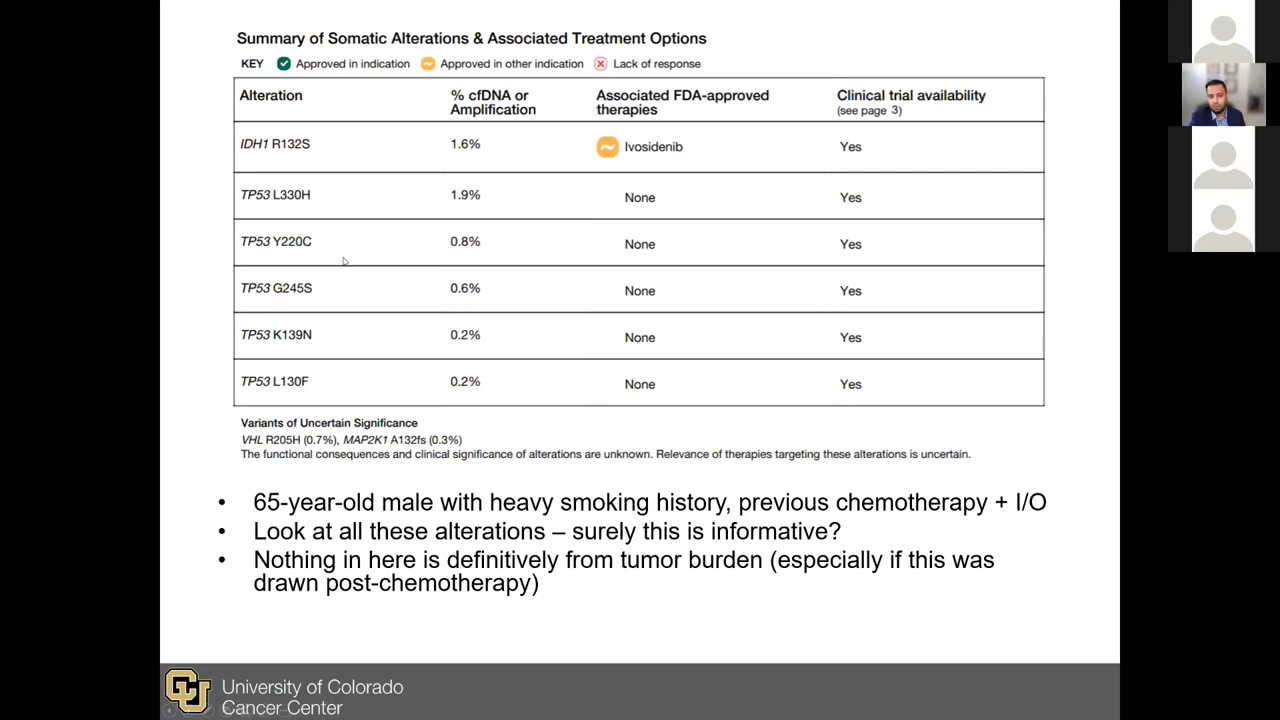 Summary of Somatic Alterations & Associated Treatment Options
KEY Approved in indication Approved in other indication Lack of response
Alteration % cfDNA or Amplification Associated FDA-approved therapies Clinical trial availability (see page 3)
IDH1 R132S 1.6% Ivosidenib Yes
TP53 L330H 1.9% None Yes
TP53 Y220C 0.8% None Yes
TP53 G245S 0.6% None Yes
TP53 K139N 0.2% None Yes
TP53 L130F 0.2% None Yes
Variants of Uncertain Significance
VHL R205H (0.7%), MAP2K1 A132fs (0.3%)
The functional consequences and clinical significance of alterations are unknown. Relevance of therapies targeting these alterations is uncertain.
• 65-year-old male with heavy smoking history, previous chemotherapy + I/O
• Look at all these alterations – surely this is informative?
• Nothing in here is definitively from tumor burden (especially if this was
drawn post-chemotherapy)
CU
University of Colorado
Cancer Center